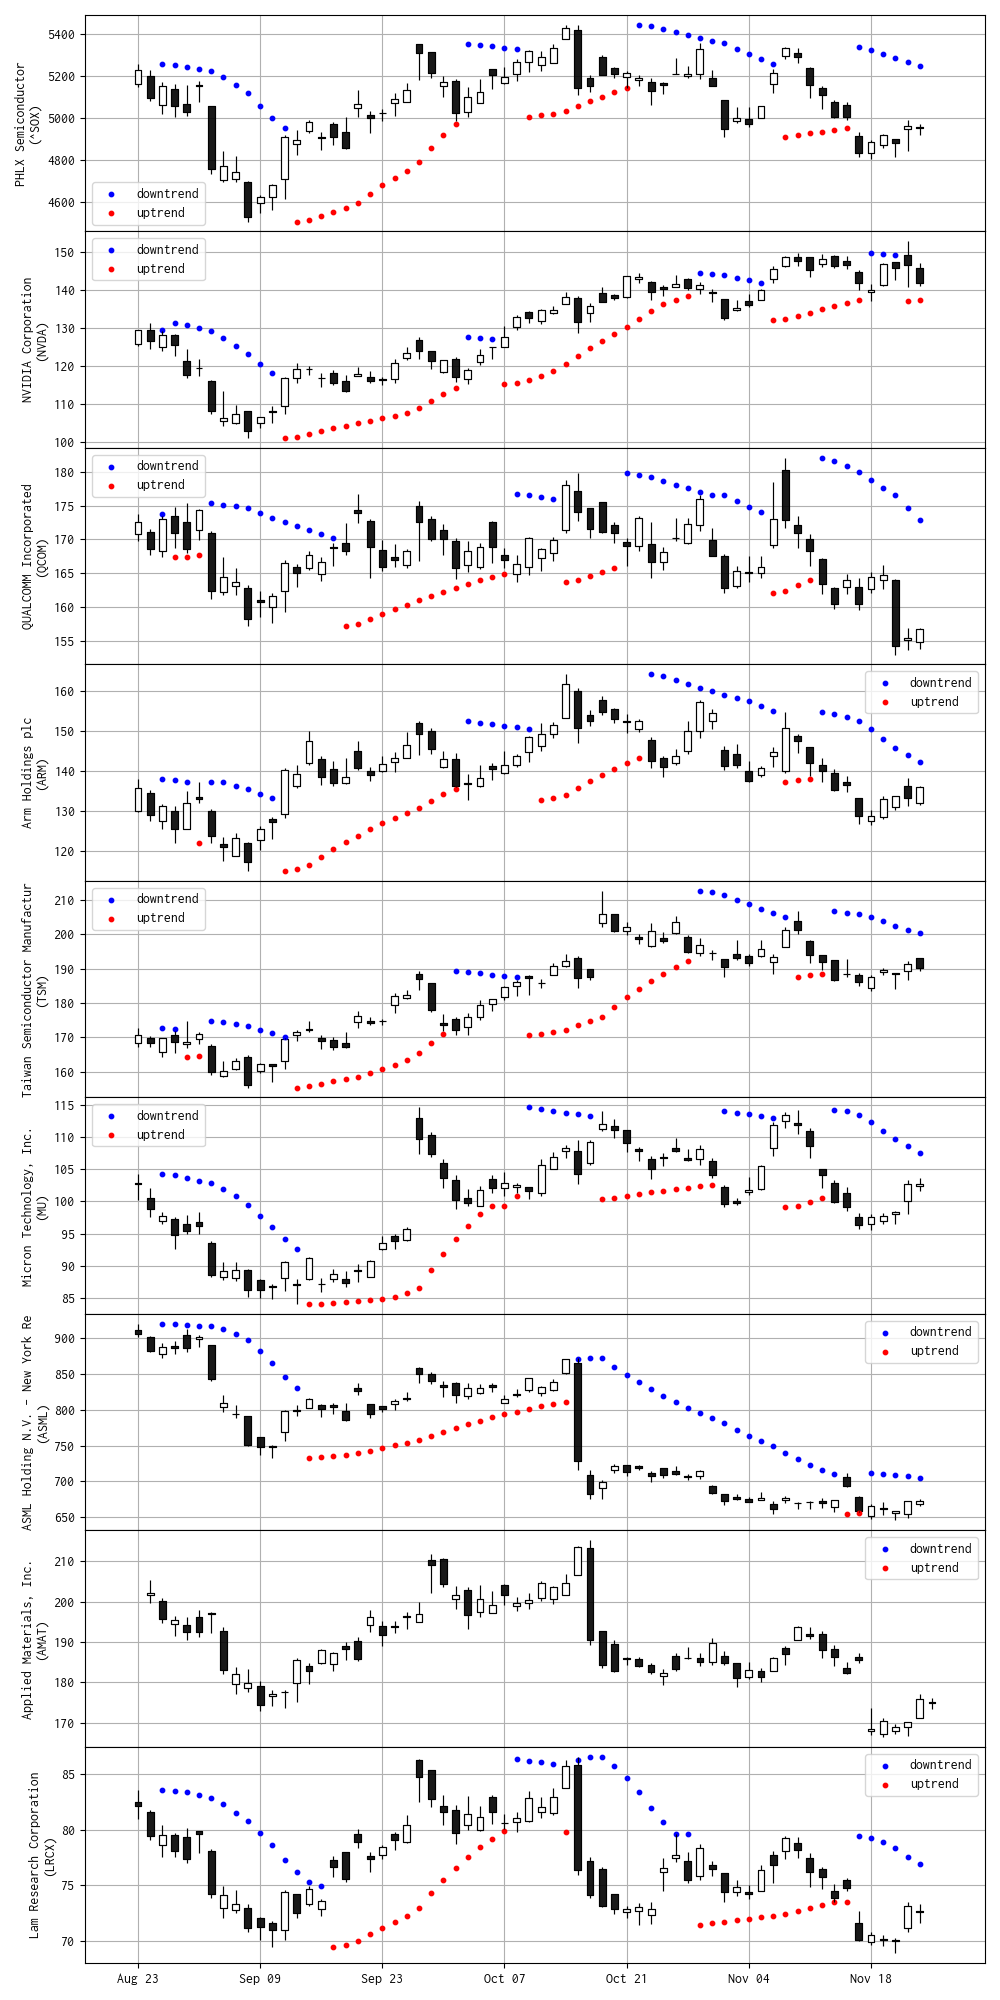 PHLX Semiconductor
(^SOX)
5400
5200
5000
4800
4600
downtrend
uptrend
NVIDIA Corporation
(NVDA)
150
140
130
120
110
100
downtrend
uptrend
QUALCOMM Incorporated
(QCOM)
180
175
170
165
160
155
downtrend
uptrend
Arm Holdings plc
(ARM)
160
150
140
130
120
downtrend
uptrend
Taiwan Semiconductor Manufactur
(TSM)
210
200
190
180
170
160
downtrend
uptrend
Micron Technology, Inc.
(MU)
115
110
105
100
95
90
85
downtrend
uptrend
ASML Holding N.V. - New York Re
(ASML)
900
850
800
750
700
650
downtrend
uptrend
Applied Materials, Inc.
(AMAT)
210
200
190
180
170
downtrend
uptrend
Lam Research Corporation
(LRCX)
85
80
75
70
downtrend
uptrend
Aug 23 Sep 09 Sep 23 Oct 07 Oct 21 Nov 04 Nov 18